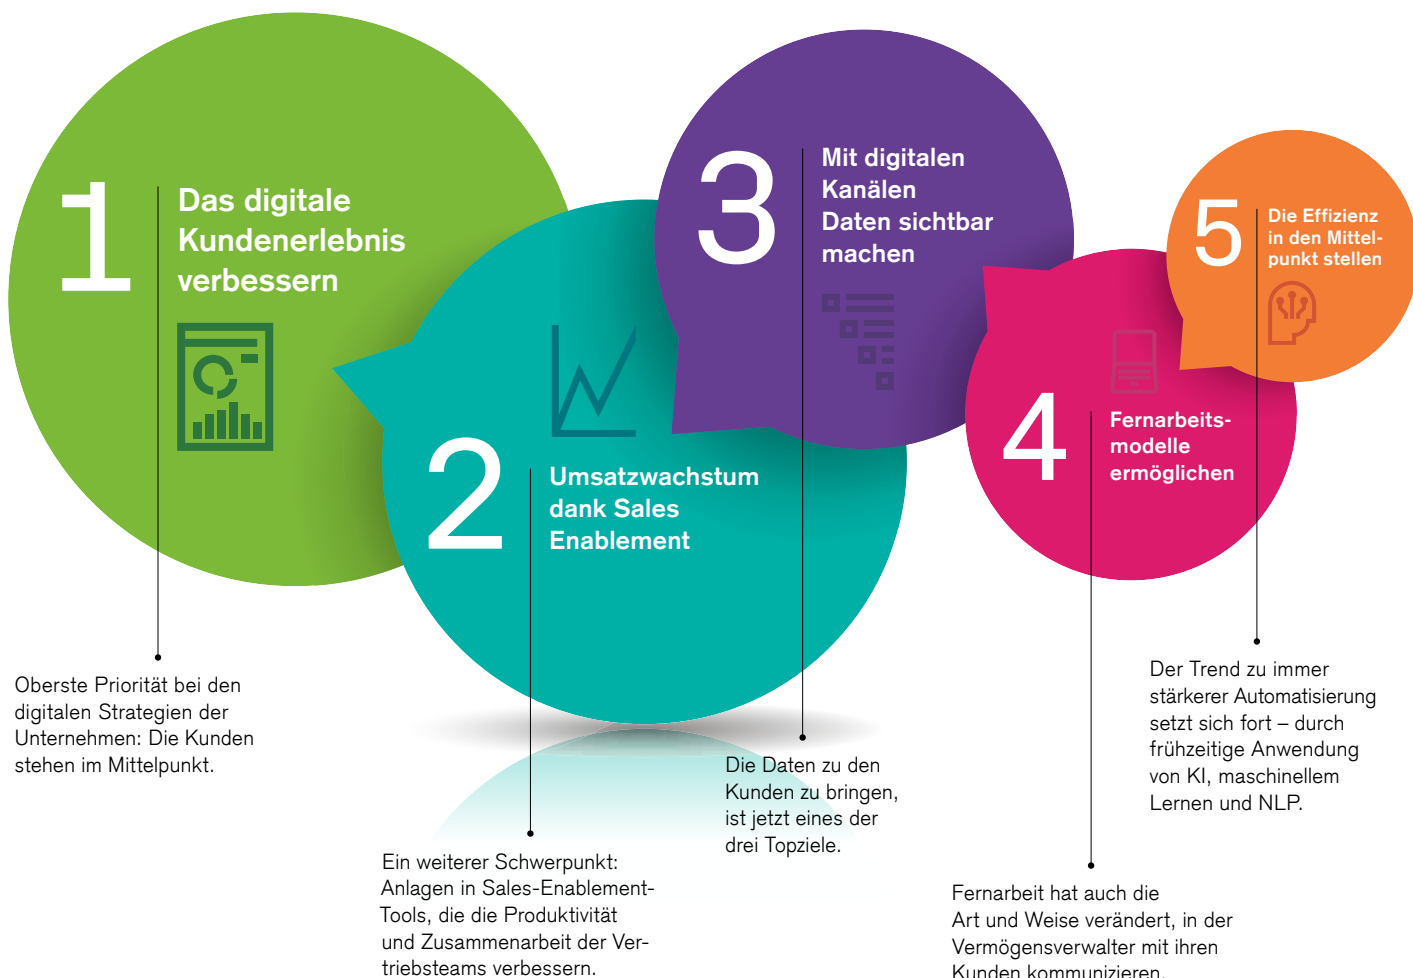 1
Das digitale
Kundenerlebnis
verbessern
Oberste Priorität bei den
digitalen Strategien der
Unternehmen: Die Kunden
stehen im Mittelpunkt.
2
Umsatzwachstum
dank Sales
Enablement
Ein weiterer Schwerpunkt:
Anlagen in Sales-Enablement-
Tools, die die Produktivität
und Zusammenarbeit der Ver-
triebsteams verbessern.
3
Mit digitalen
Kanälen
Daten sichtbar
machen
Die Daten zu den
Kunden zu bringen,
ist jetzt eines der
drei Topziele.
4
Fernarbeits-
modelle
ermöglichen
Fernarbeit hat auch die
Art und Weise verändert, in der
Vermögensverwalter mit ihren
Kunden kommunizieren.
5
Die Effizienz
in den Mittel-
punkt stellen
Der Trend zu immer
stärkerer Automatisierung
setzt sich fort – durch
frühzeitige Anwendung
von KI, maschinellem
Lernen und NLP.